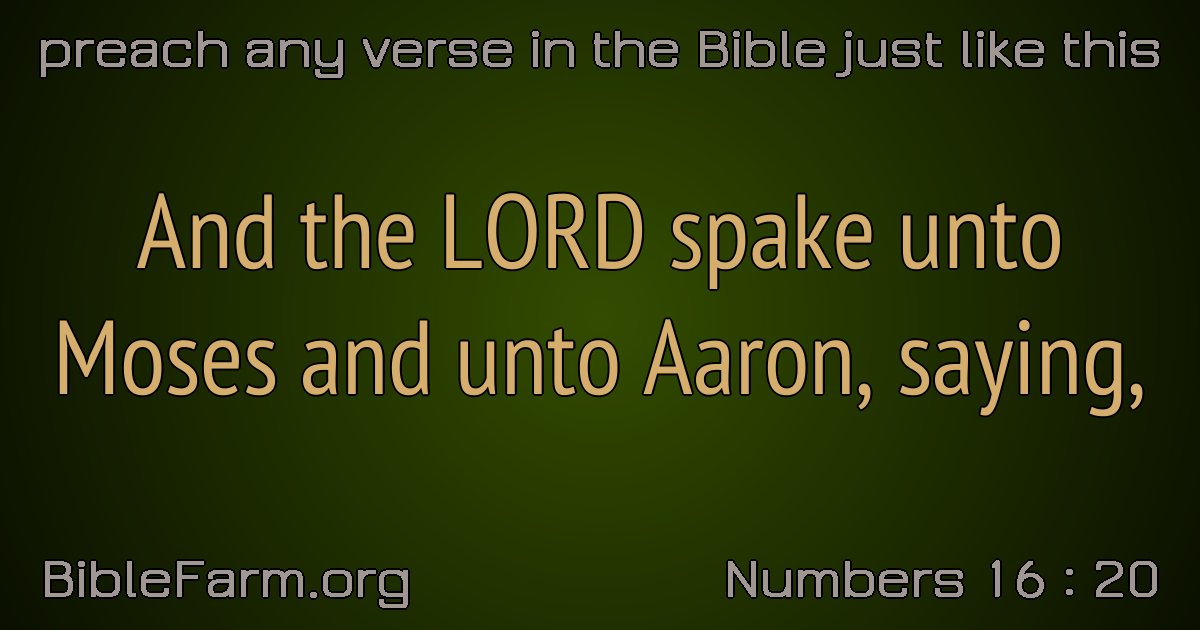 preach any verse in the Bible just like this
And the LORD spake unto
Moses and unto Aaron, saying,
BibleFarm.org
Numbers 16 : 20